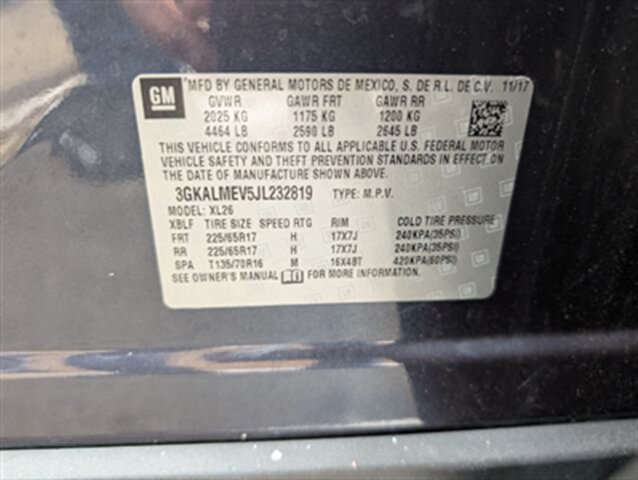 GM
MFD BY GENERAL MOTORS DE MEXICO, S. DE R.L. DE C.V. 11/17
GVWR GAWR FRT GAWR RR
2025 KG 1175 KG 1200 KG
4464 LB 2590 LB 2645 LB
THIS VEHICLE CONFORMS TO ALL APPLICABLE U.S. FEDERAL MOTOR
VEHICLE SAFETY AND THEFT PREVENTION STANDARDS IN EFFECT ON
THE DATE OF MANUFACTURE SHOWN ABOVE.
3GKALMEV5JL232819 TYPE: M.P.V.
MODEL: XL26
XBLF TIRE SIZE SPEED RTG RIM COLD TIRE PRESSURE
FRT 225/65R17 H 17X7J 240KPA(35PSI)
RR 225/65R17 H 17X7J 240KPA(35PSI)
SPA T135/70R16 M 16X4BT 420KPA(60PSI)
SEE OWNER'S MANUAL FOR MORE INFORMATION.